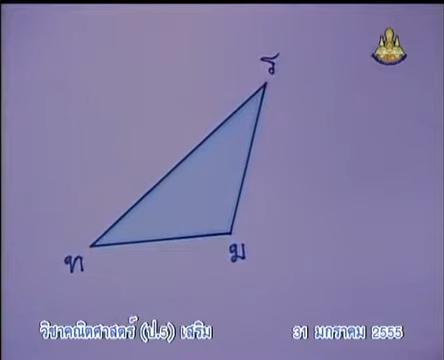 ร
ท
ม
วิชาคณิตศาสตร์ (ป.5) เสริม
31 มกราคม 2555